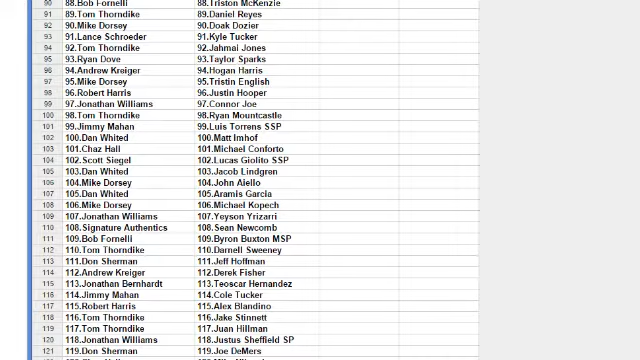 90 88.Bob Fornelli 88.Triston McKenzie
91 89.Tom Thorndike 89.Daniel Reyes
92 90.Mike Dorsey 90.Doak Dozier
93 91.Lance Schroeder 91.Kyle Tucker
94 92.Tom Thorndike 92.Jahmai Jones
95 93.Ryan Dove 93.Taylor Sparks
96 94.Andrew Kreiger 94.Hogan Harris
97 95.Mike Dorsey 95.Tristin English
98 96.Robert Harris 96.Justin Hooper
99 97.Jonathan Williams 97.Connor Joe
100 98.Tom Thorndike 98.Ryan Mountcastle
101 99.Jimmy Mahan 99.Luis Torrens SSP
102 100.Dan Whited 100.Matt Imhof
103 101.Chaz Hall 101.Michael Conforto
104 102.Scott Siegel 102.Lucas Giolito SSP
105 103.Dan Whited 103.Jacob Lindgren
106 104.Mike Dorsey 104.John Aiello
107 105.Dan Whited 105.Aramis Garcia
108 106.Mike Dorsey 106.Michael Kopech
109 107.Jonathan Williams 107.Yeyson Yrizarri
110 108.Signature Authentics 108.Sean Newcomb
111 109.Bob Fornelli 109.Byron Buxton MSP
112 110.Tom Thorndike 110.Darnell Sweeney
113 111.Don Sherman 111.Jeff Hoffman
114 112.Andrew Kreiger 112.Derek Fisher
115 113.Jonathan Bernhardt 113.Teoscar Hernandez
116 114.Jimmy Mahan 114.Cole Tucker
117 115.Robert Harris 115.Alex Blandino
118 116.Tom Thorndike 116.Jake Stinnett
119 117.Tom Thorndike 117.Juan Hillman
120 118.Jonathan Williams 118.Justus Sheffield SP
121 119.Don Sherman 119.Joe DeMers